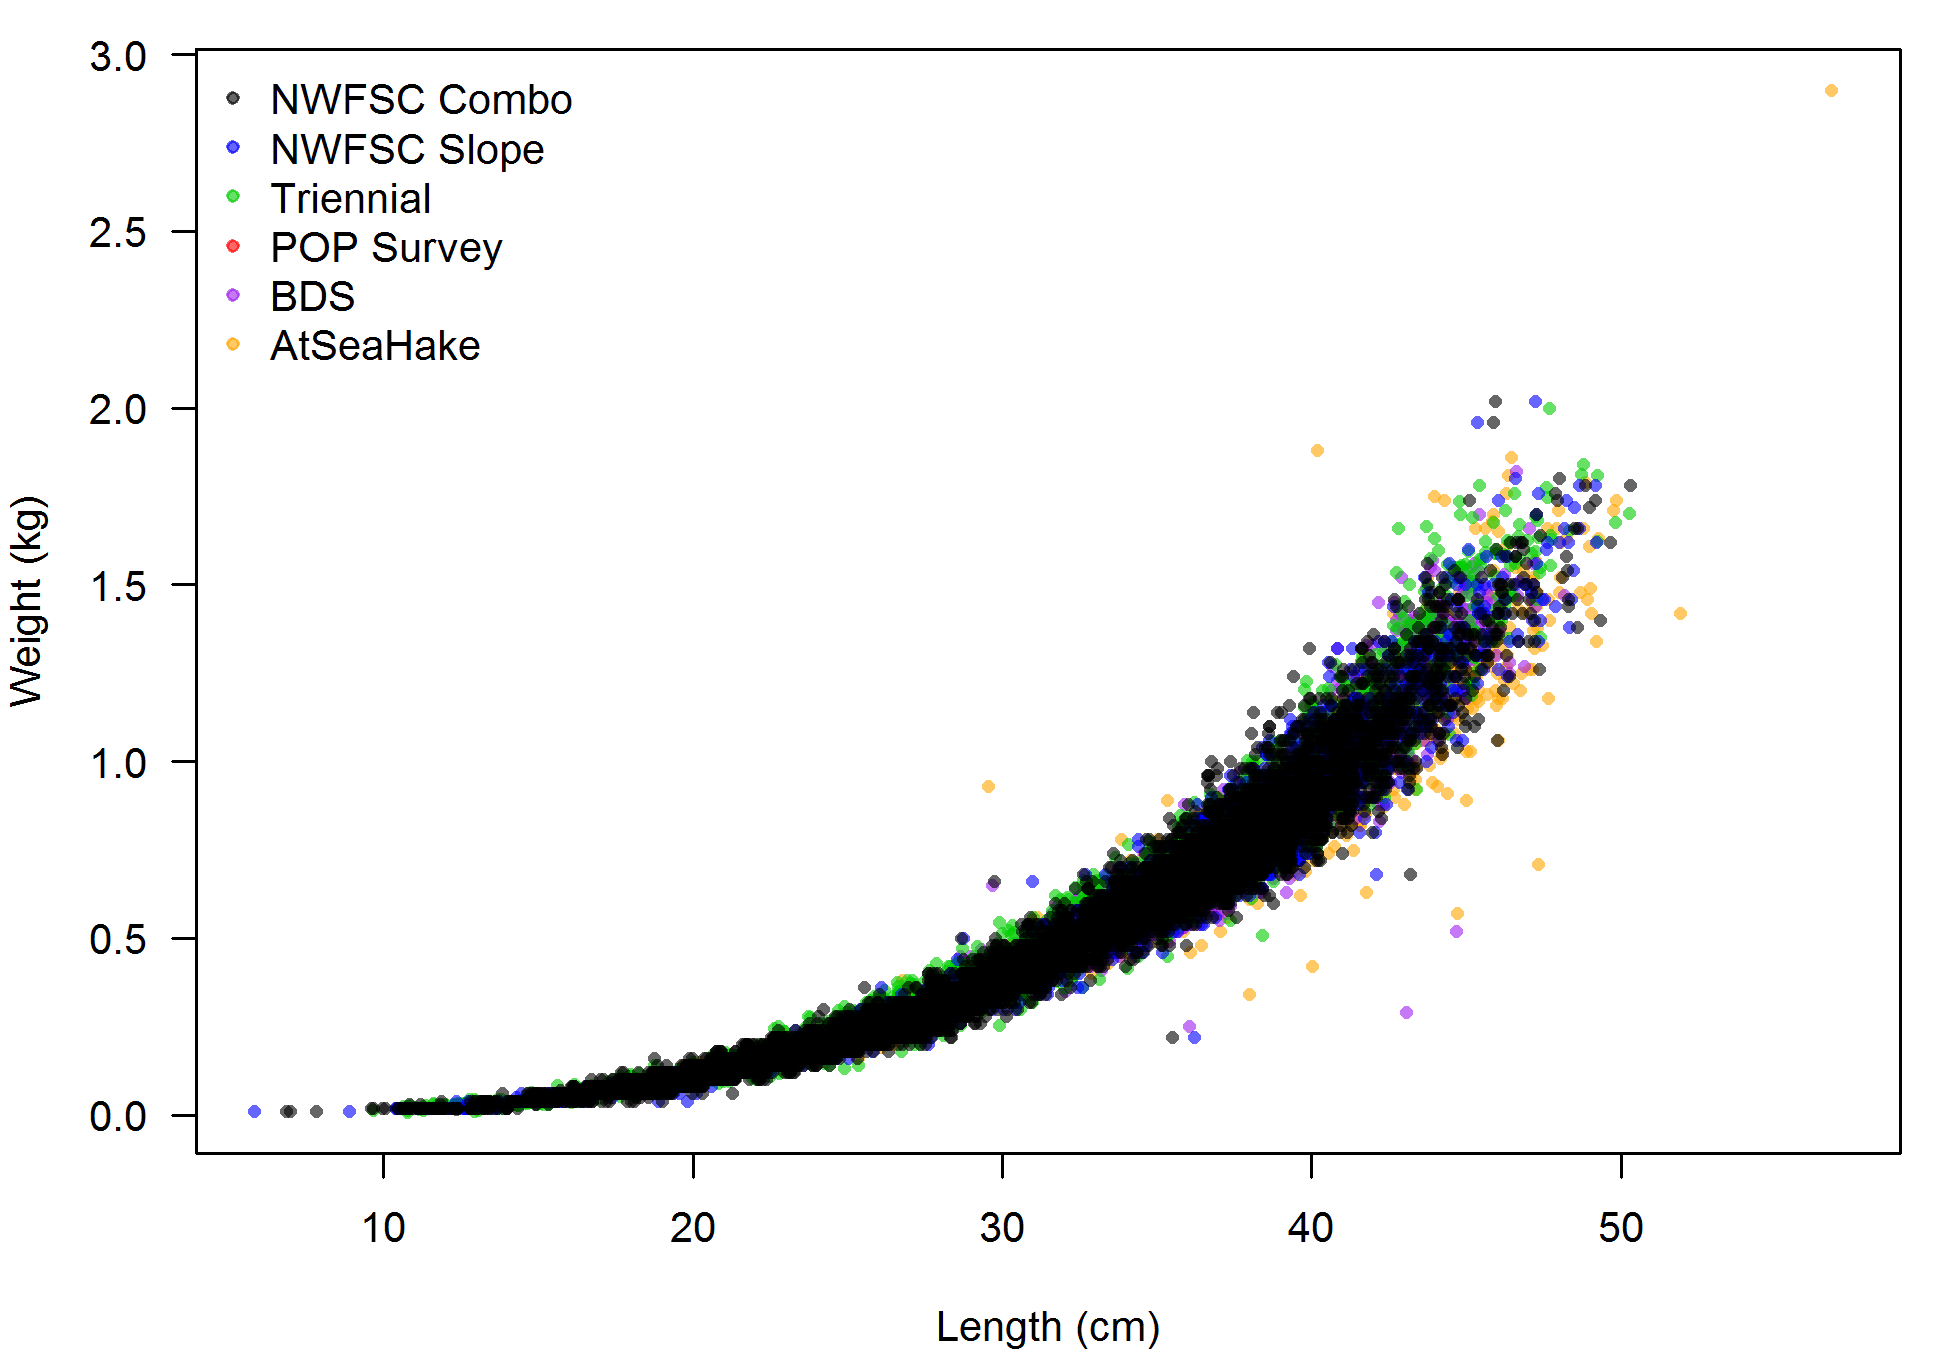 3.0
2.5
2.0
1.5
1.0
0.5
0.0
Weight (kg)
NWFSC Combo
NWFSC Slope
Triennial
POP Survey
BDS
AtSeaHake
10 20 30 40 50
Length (cm)